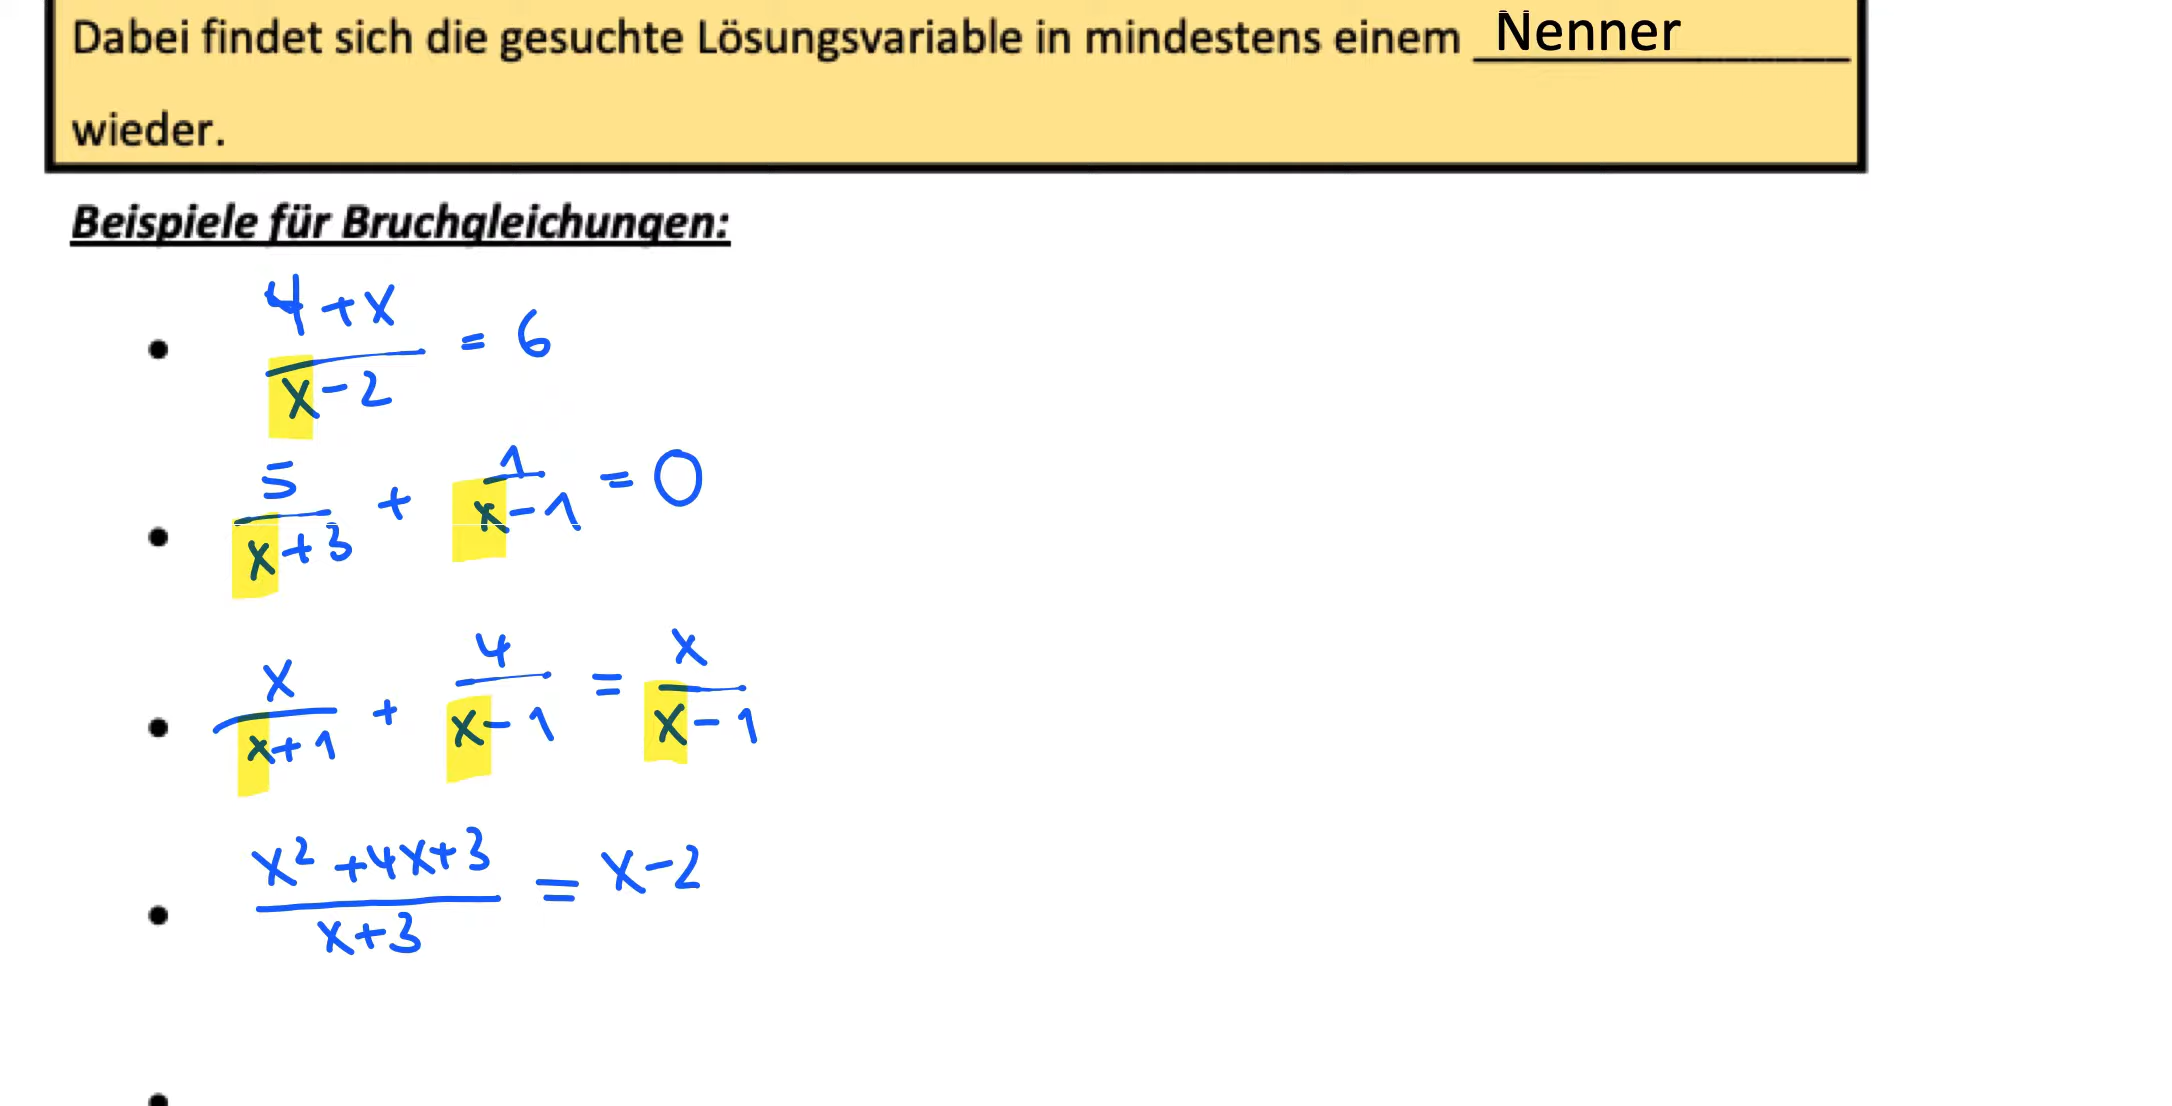 Dabei findet sich die gesuchte Lösungsvariable in mindestens einem Nenner
wieder.
Beispiele für Bruchgleichungen:
• (4+x)/(x-2) = 6
• 5/(x+3) + 1/(x-1) = 0
• x/(x+1) + 4/(x-1) = x/(x-1)
• (x²+4x+3)/(x+3) = x-2
•